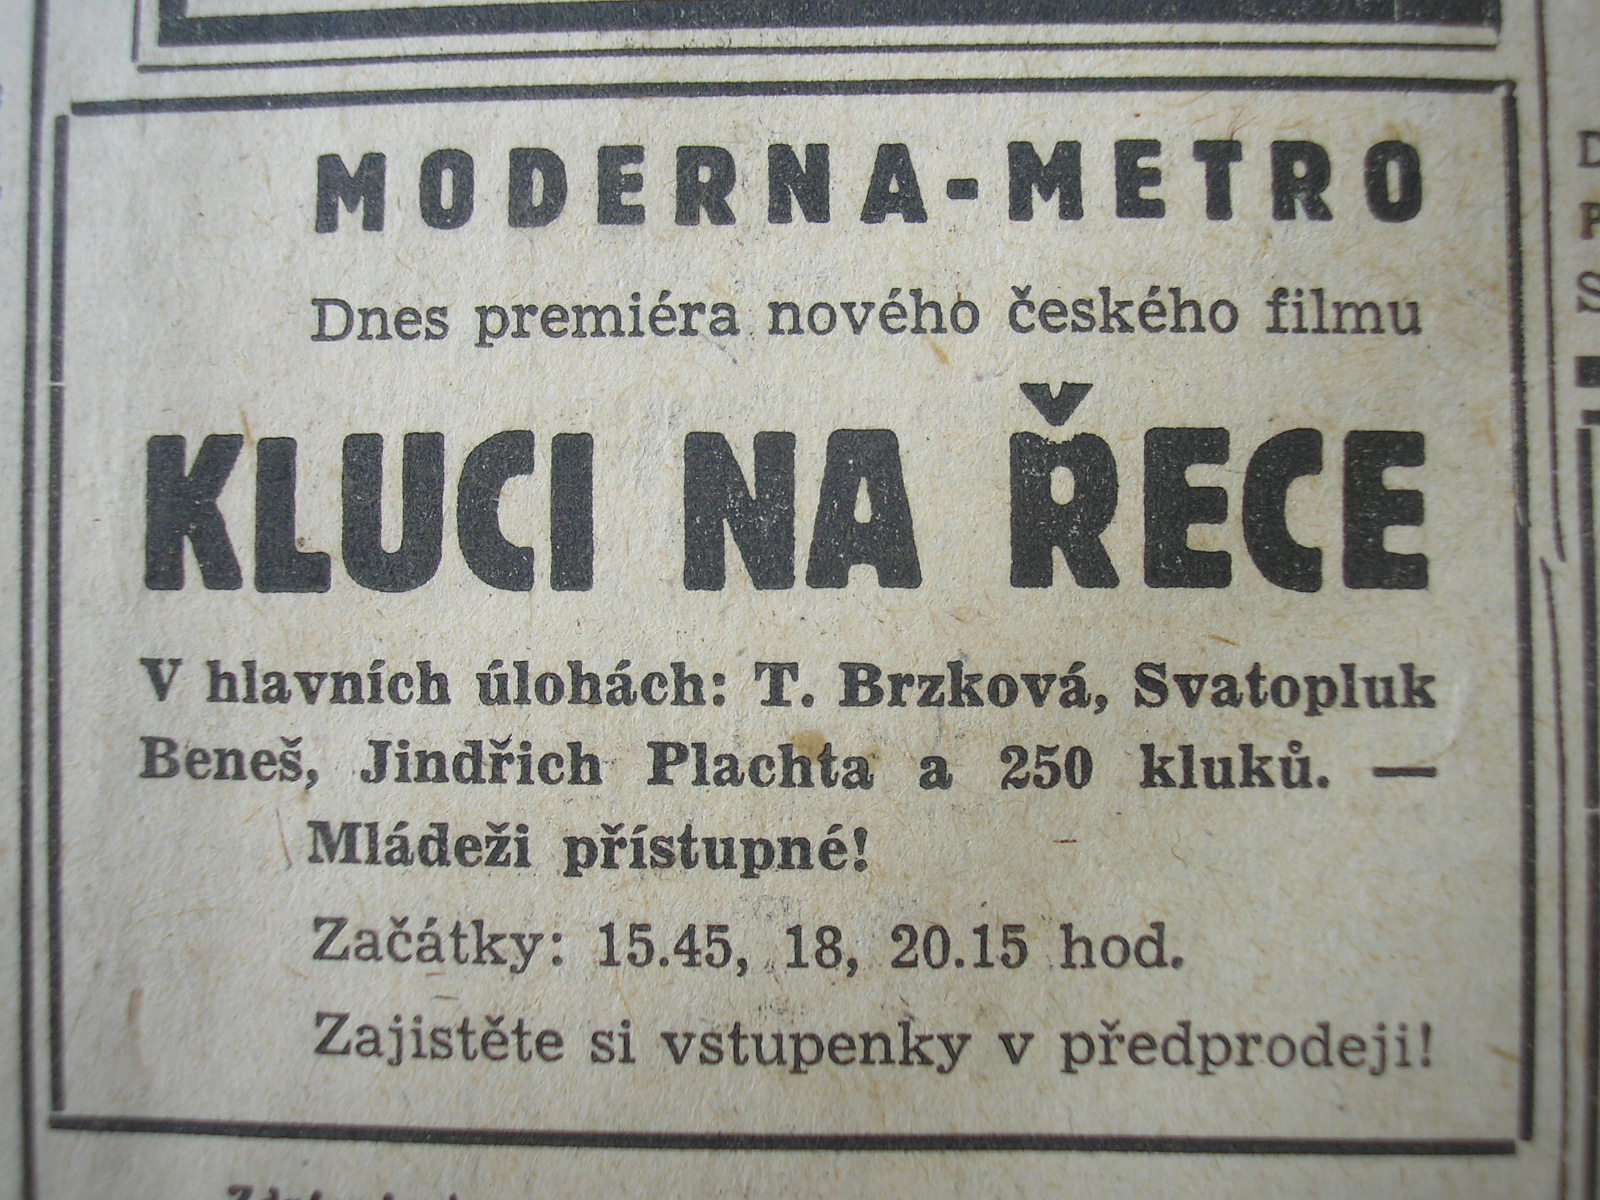 MODERNA-METRO
Dnes premiéra nového českého filmu
KLUCI NA ŘECE
V hlavních úlohách: T. Brzková, Svatopluk
Beneš, Jindřich Plachta a 250 kluků. —
Mládeži přístupné!
Začátky: 15.45, 18, 20.15 hod.
Zajistěte si vstupenky v předprodeji!